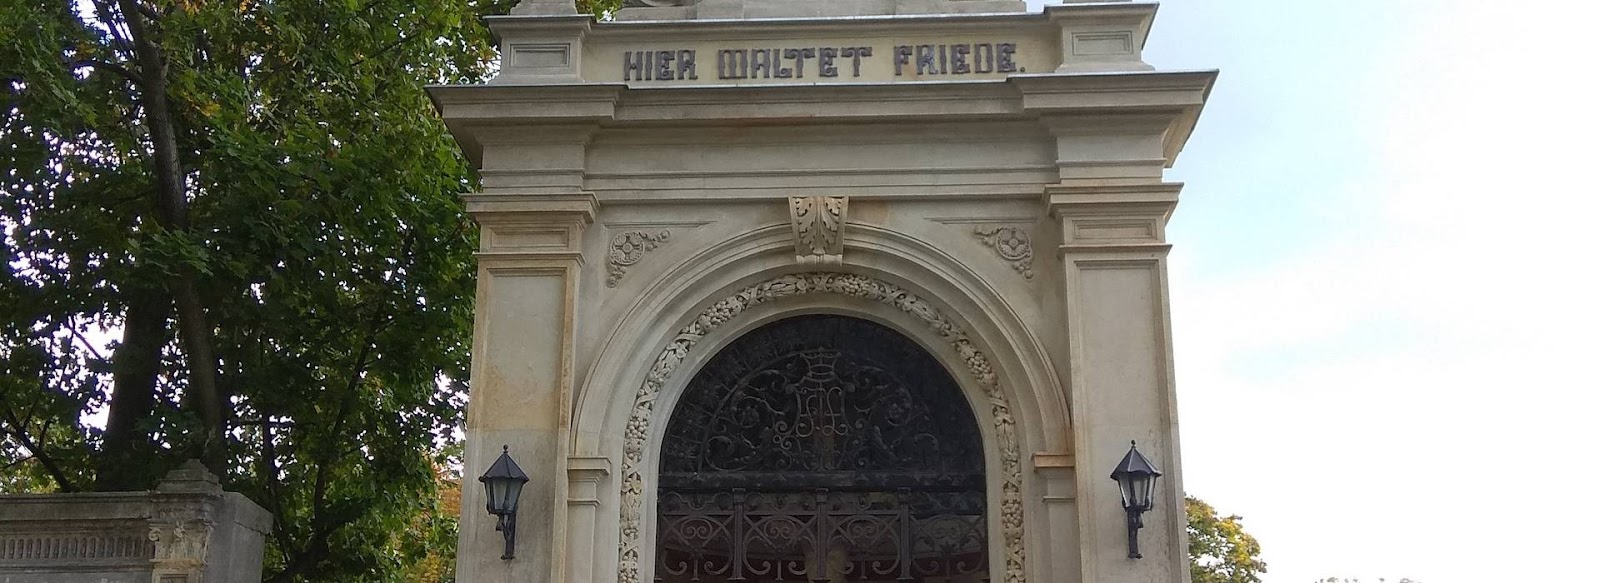 HIER WALTET FRIEDE.